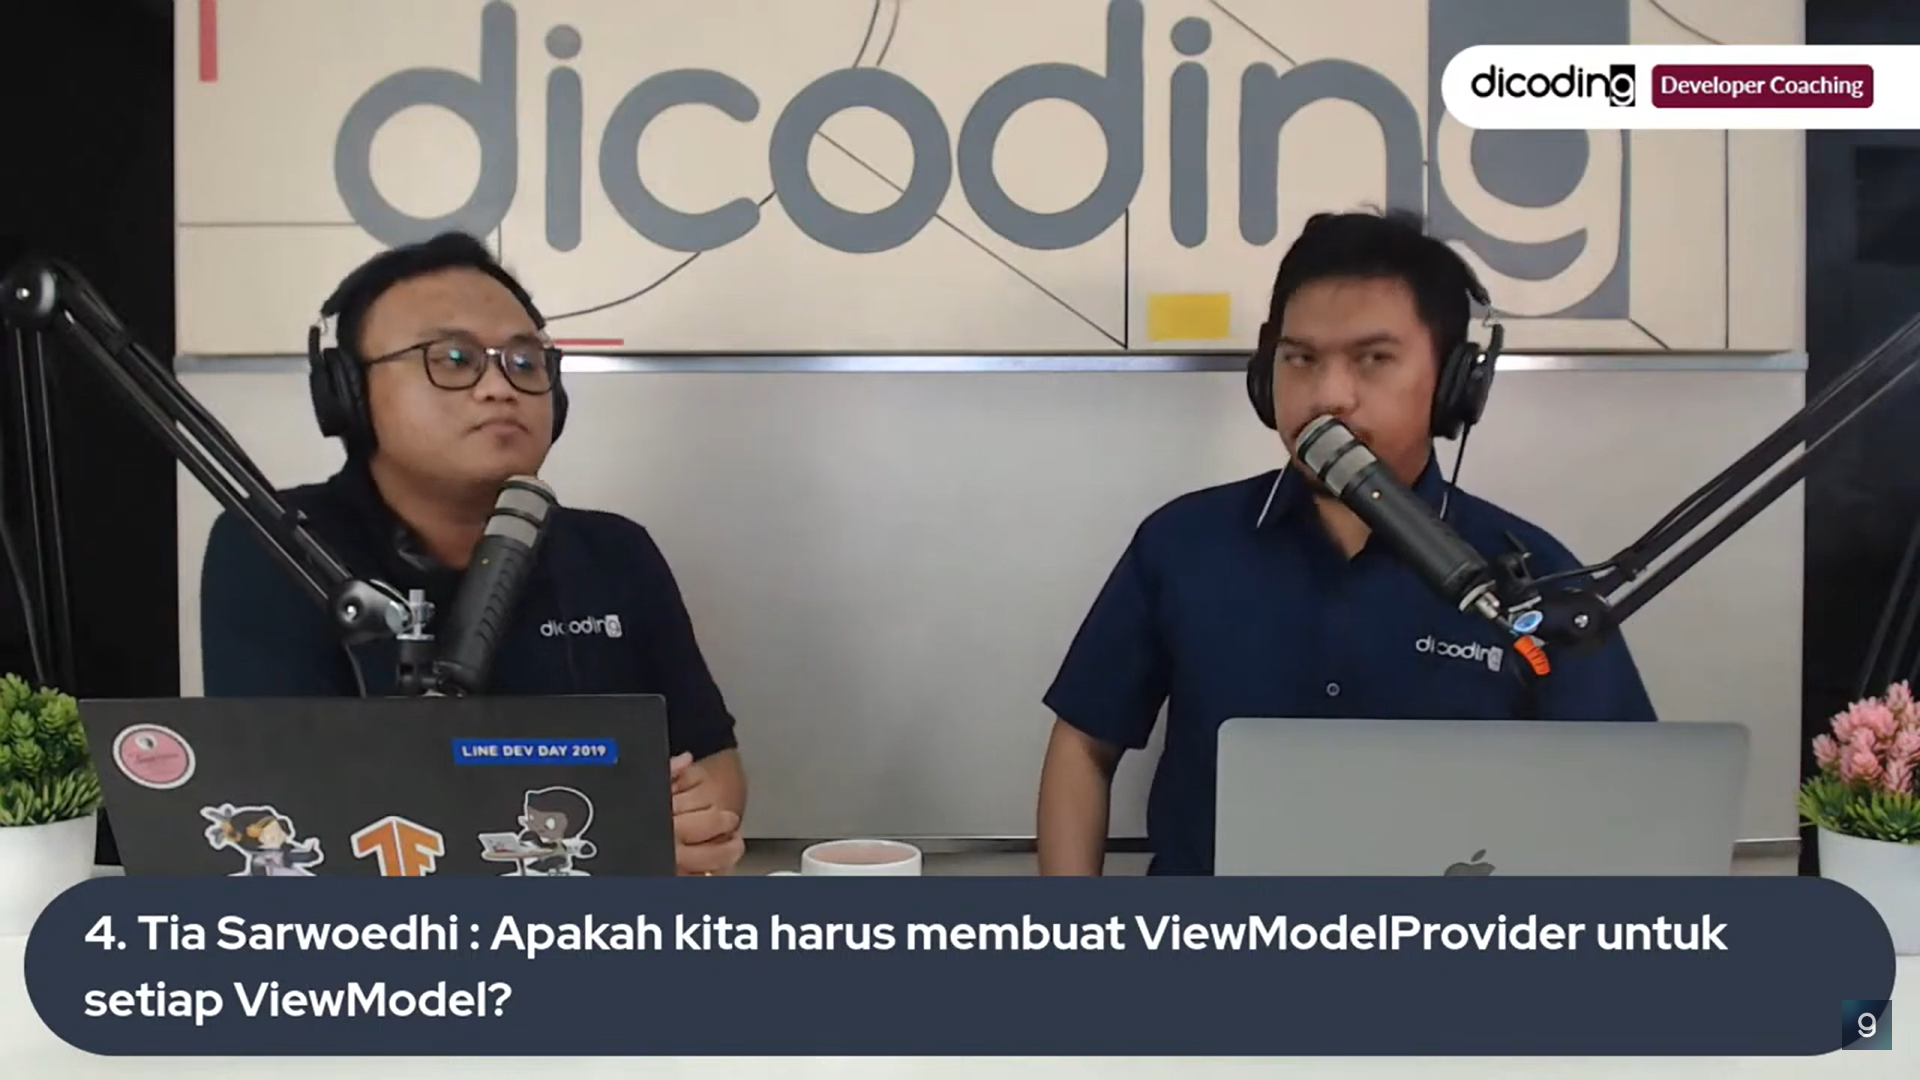 dicoding
dicoding Developer Coaching
dicoding
dicoding
LINE DEV DAY 2019
4. Tia Sarwoedhi : Apakah kita harus membuat ViewModelProvider untuk
setiap ViewModel?